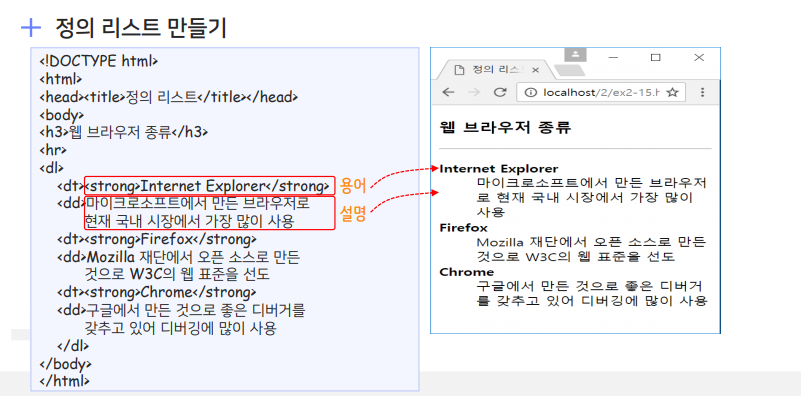 정의 리스트 만들기
<!DOCTYPE html>
<html>
<head><title>정의 리스트</title></head>
<body>
<h3>웹 브라우저 종류</h3>
<hr>
<dl>
<dt><strong>Internet Explorer</strong>
<dd>마이크로소프트에서 만든 브라우저로
현재 국내 시장에서 가장 많이 사용
<dt><strong>Firefox</strong>
<dd>Mozilla 재단에서 오픈 소스로 만든
것으로 W3C의 웹 표준을 선도
<dt><strong>Chrome</strong>
<dd>구글에서 만든 것으로 좋은 디버거를
갖추고 있어 디버깅에 많이 사용
</dl>
</body>
</html>
용어
설명
정의 리스
localhost/2/ex2-15.h
웹 브라우저 종류
Internet Explorer
마이크로소프트에서 만든 브라우저
로 현재 국내 시장에서 가장 많이
사용
Firefox
Mozilla 재단에서 오픈 소스로 만든
것으로 W3C의 웹 표준을 선도
Chrome
구글에서 만든 것으로 좋은 디버거
를 갖추고 있어 디버깅에 많이 사용